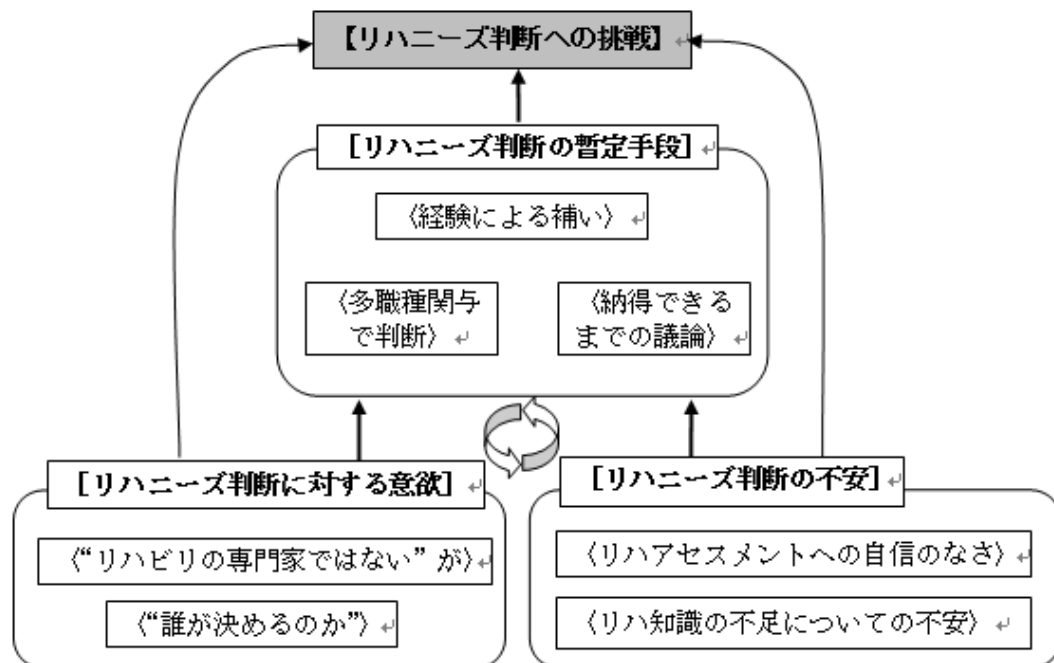 【リハニーズ判断への挑戦】
［リハニーズ判断の暫定手段］
〈経験による補い〉
〈多職種関与
で判断〉
〈納得できる
までの議論〉
［リハニーズ判断に対する意欲］
〈“リハビリの専門家ではない”が〉
〈“誰が決めるのか”〉
［リハニーズ判断の不安］
〈リハアセスメントへの自信のなさ〉
〈リハ知識の不足についての不安〉